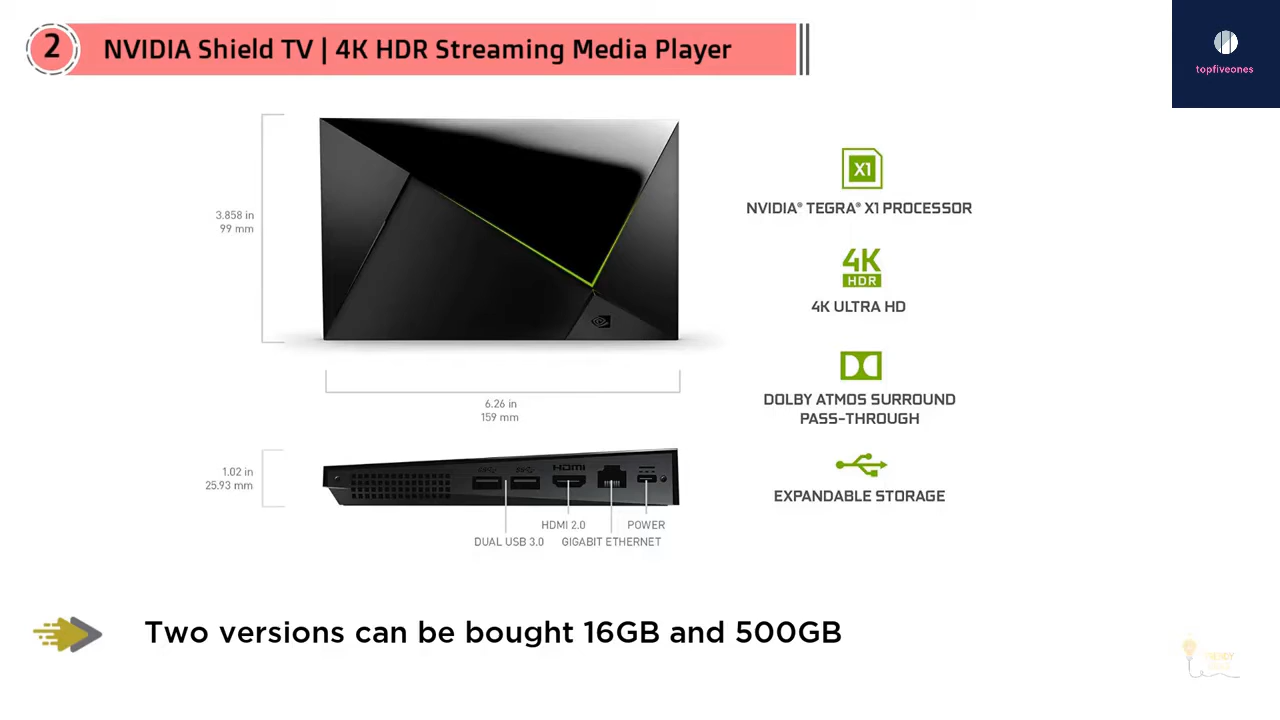 2
NVIDIA Shield TV | 4K HDR Streaming Media Player
topfiveones
3.858 in
99 mm
X1
NVIDIA® TEGRA® X1 PROCESSOR
4K
HDR
4K ULTRA HD
DOLBY ATMOS SURROUND
PASS-THROUGH
6.26 in
159 mm
1.02 in
25.93 mm
HDMI
EXPANDABLE STORAGE
HDMI 2.0
POWER
DUAL USB 3.0
GIGABIT ETHERNET
Two versions can be bought 16GB and 500GB